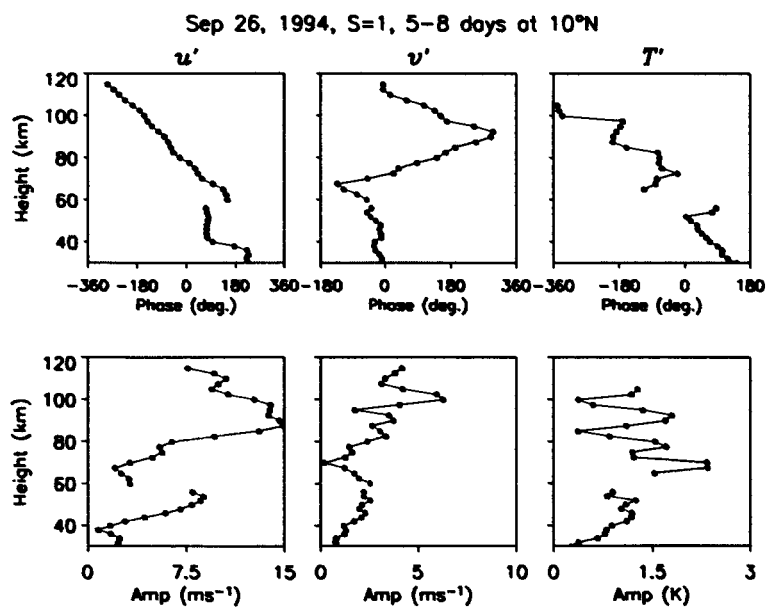 Sep 26, 1994, S=1, 5-8 days at 10°N
u' v' T'
120
100
80
60
40
Height (km)
-360 -180 0 180 360
Phase (deg.)
-180 0 180 360
Phase (deg.)
-360 -180 0 180
Phase (deg.)
120
100
80
60
40
Height (km)
0 7.5 15
Amp (ms⁻¹)
0 5 10
Amp (ms⁻¹)
0 1.5 3
Amp (K)